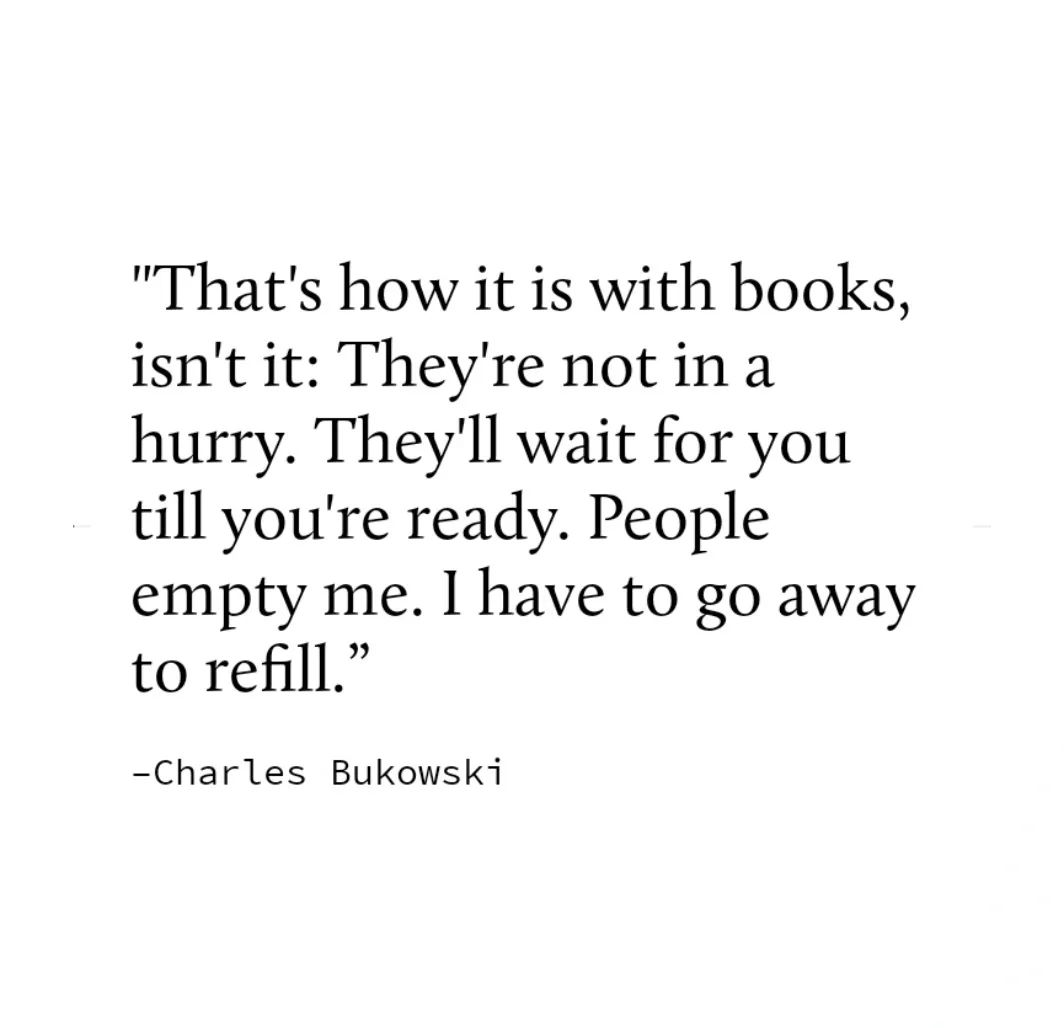 "That's how it is with books,
isn't it: They're not in a
hurry. They'll wait for you
till you're ready. People
empty me. I have to go away
to refill.”
–Charles Bukowski